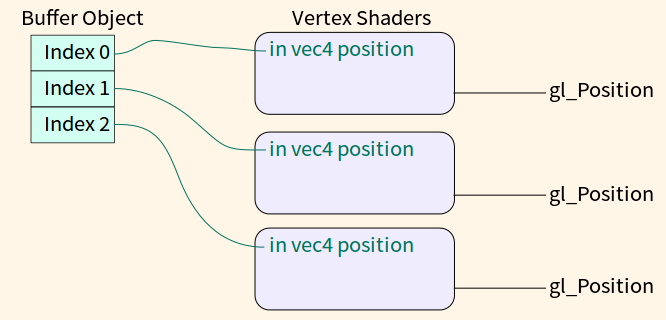 Buffer Object
Index 0
Index 1
Index 2
Vertex Shaders
in vec4 position
gl_Position
in vec4 position
gl_Position
in vec4 position
gl_Position